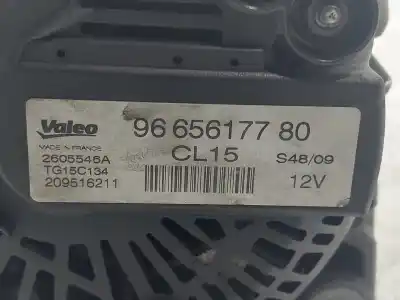 Valeo 96 656177 80
MADE IN FRANCE CL15 S48/09
2605546A
TG15C134 12V
209516211